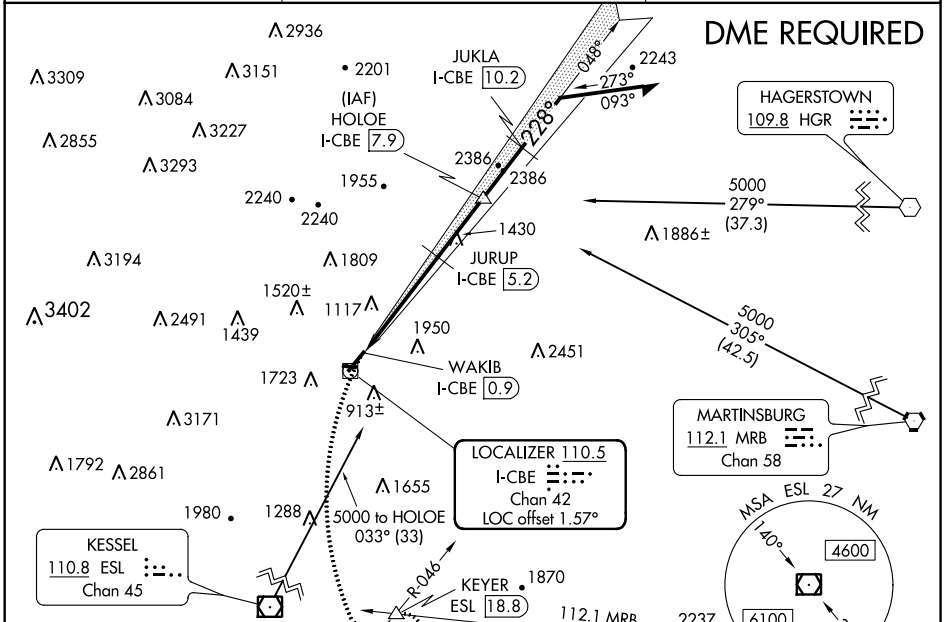 DME REQUIRED
2936
3309
3151
2201
JUKLA
I-CBE 10.2
048°
2243
273°
093°
3084
(IAF)
HOLOE
I-CBE 7.9
228°
HAGERSTOWN
109.8 HGR
2855
3227
3293
2386
2386
1955
2240
2240
5000
279°
(37.3)
1430
1886±
3194
1809
JURUP
I-CBE 5.2
3402
2491
1439
1520±
1117
1950
2451
5000
305°
(42.5)
1723
WAKIB
I-CBE 0.9
913±
3171
MARTINSBURG
112.1 MRB
Chan 58
1792
2861
LOCALIZER 110.5
I-CBE
Chan 42
LOC offset 1.57°
1655
1980
1288
5000 to HOLOE
033° (33)
MSA ESL 27 NM
140°
4600
KESSEL
110.8 ESL
Chan 45
R-046
KEYER
ESL 18.8
1870
112.1 MRB
2237
6100